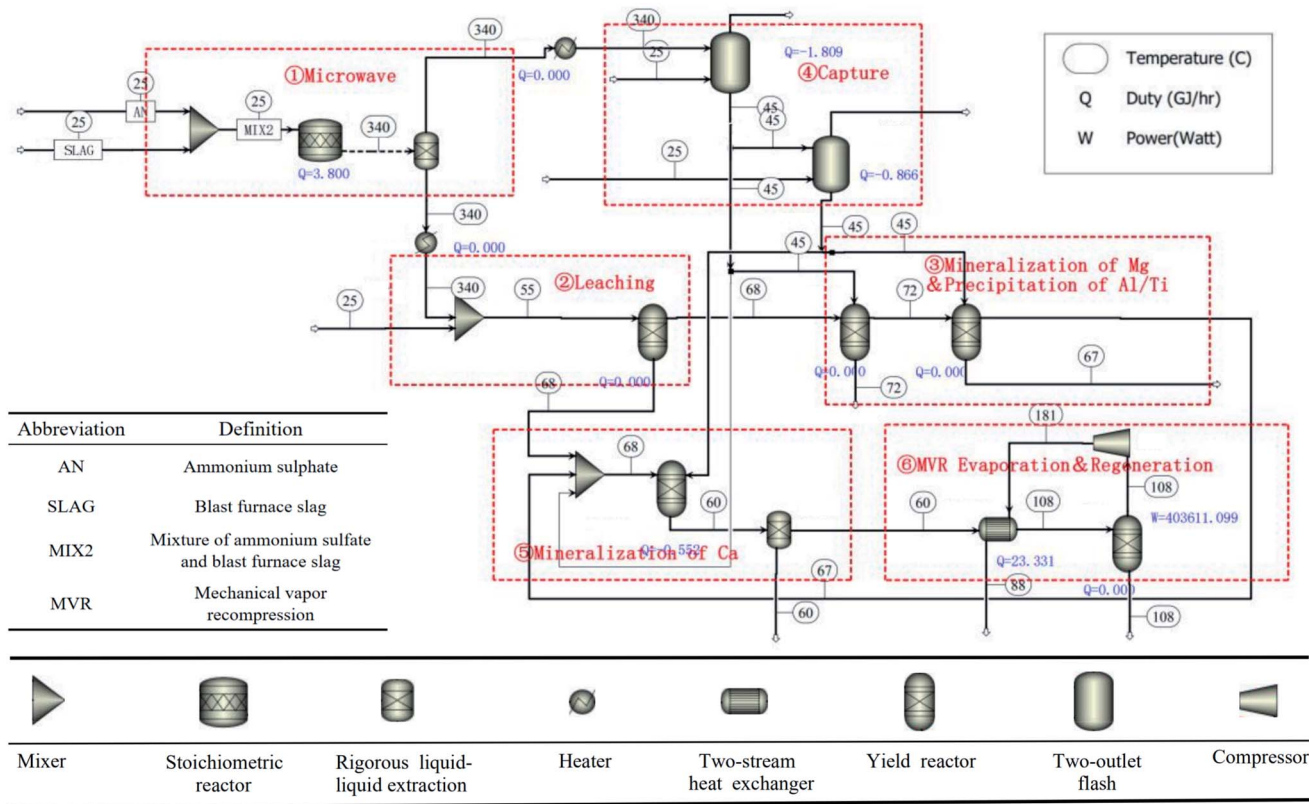 340
340
340
25
Q=-1.809
④Capture
①Microwave
Q=0.000
25
AN
25
MIX2
340
25
SLAG
Q=3.800
45
45
25
45
Q=-0.866
Temperature (C)
Q
Duty (GJ/hr)
W
Power(Watt)
340
Q=0.000
45
45
45
②Leaching
③Mineralization of Mg
&Precipitation of Al/Ti
340
25
55
68
72
Q=0.000
Q=0.000
Q=0.000
67
72
68
Abbreviation
Definition
AN
Ammonium sulphate
SLAG
Blast furnace slag
MIX2
Mixture of ammonium sulfate
and blast furnace slag
MVR
Mechanical vapor
recompression
68
60
⑤Mineralization of Ca
Q=-0.552
67
60
181
⑥MVR Evaporation&Regeneration
108
60
108
W=403611.099
Q=23.331
88
Q=0.000
108
Mixer
Stoichiometric
reactor
Rigorous liquid-
liquid extraction
Heater
Two-stream
heat exchanger
Yield reactor
Two-outlet
flash
Compressor